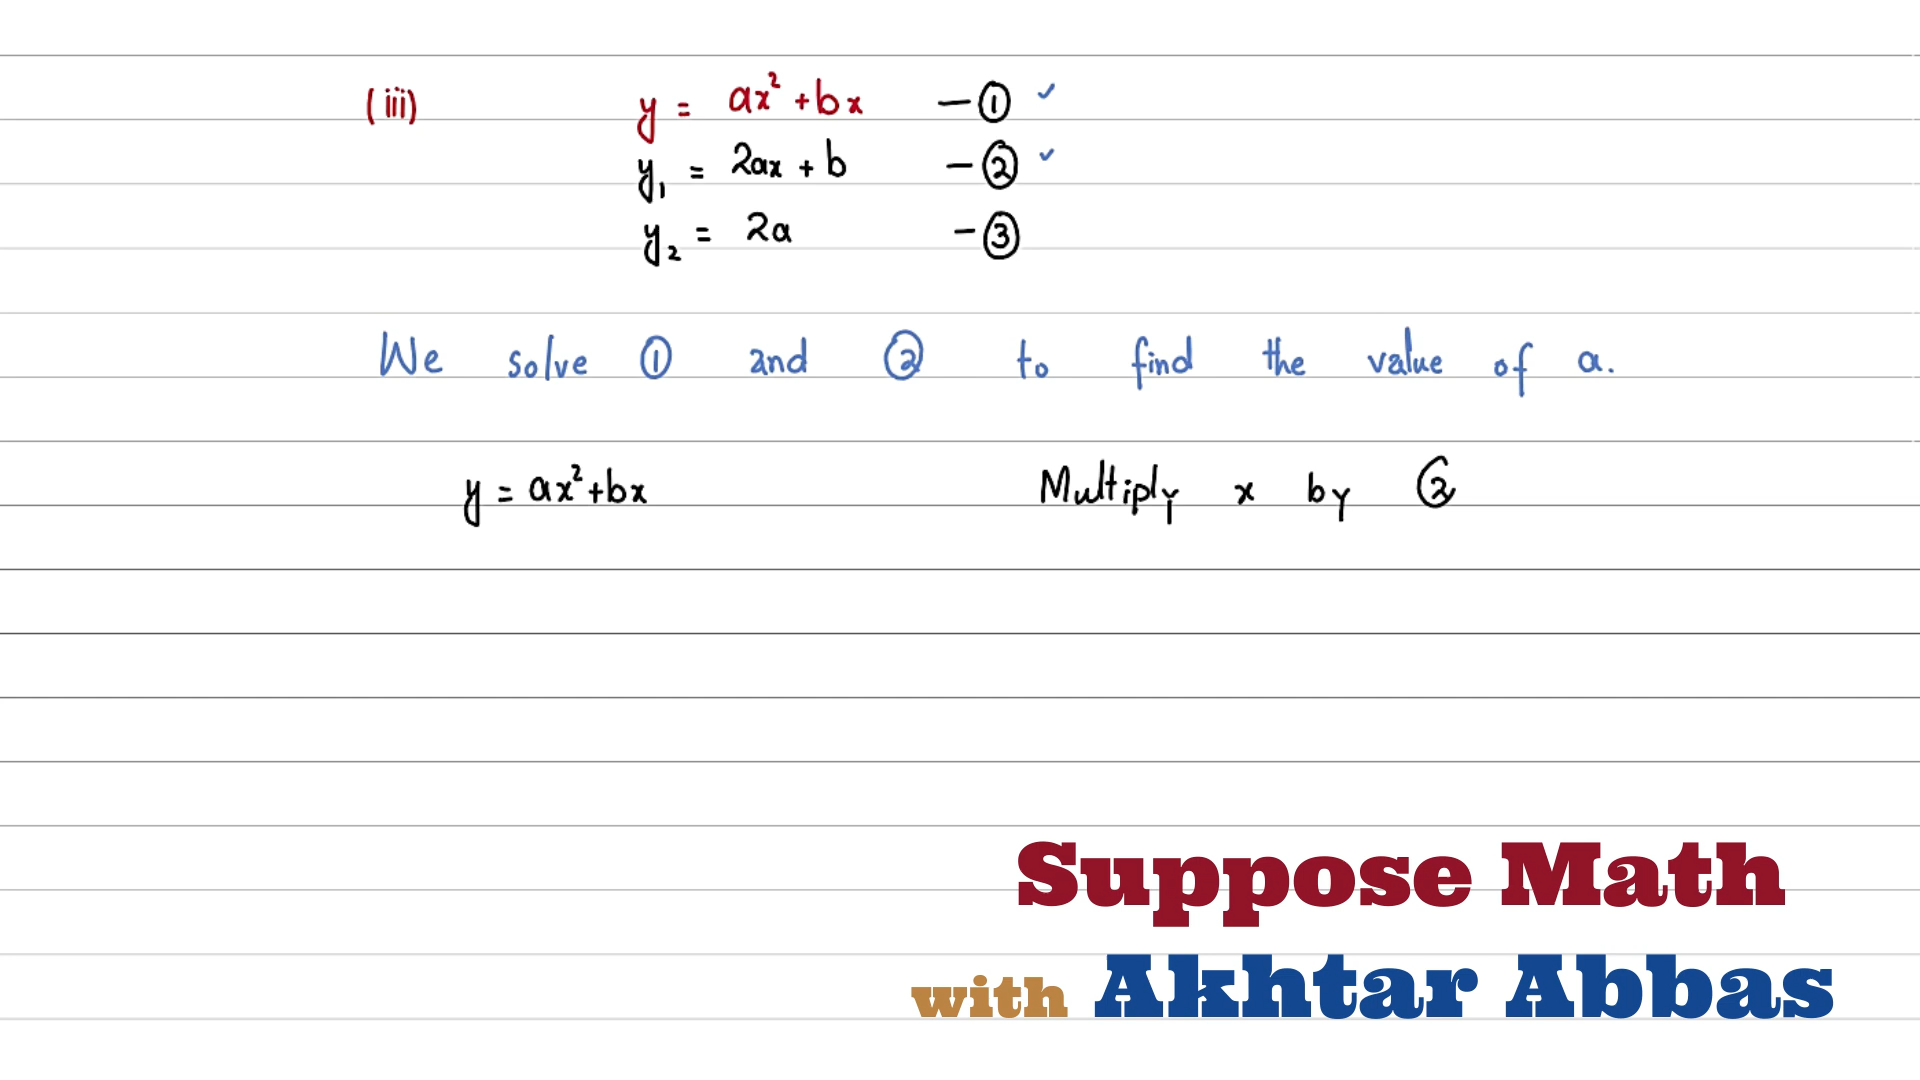 (iii) y = ax² + bx — ① ✓
y₁ = 2ax + b — ② ✓
y₂ = 2a — ③
We solve ① and ② to find the value of a.
y = ax² + bx Multiply x by ②
Suppose Math
with Akhtar Abbas